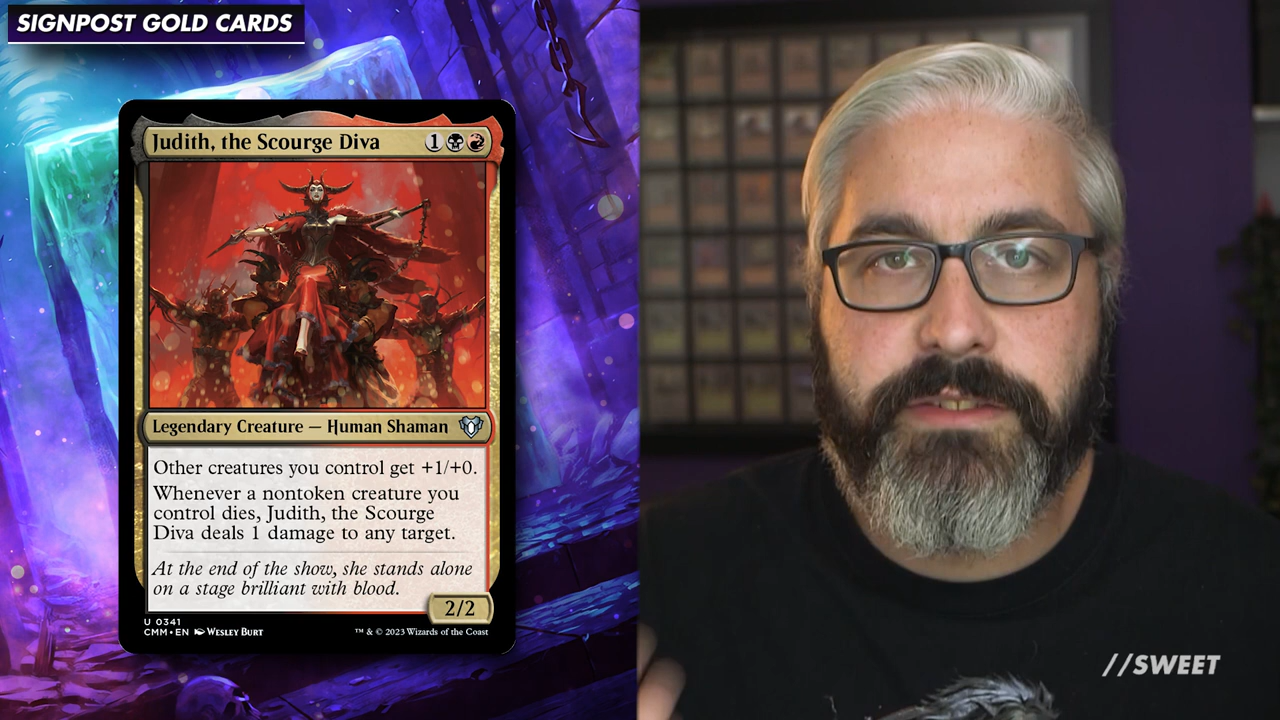 SIGNPOST GOLD CARDS
Judith, the Scourge Diva 1
Legendary Creature — Human Shaman
Other creatures you control get +1/+0.
Whenever a nontoken creature you
control dies, Judith, the Scourge
Diva deals 1 damage to any target.
At the end of the show, she stands alone
on a stage brilliant with blood.
2/2
U 0341
CMM • EN Wesley Burt
™ & © 2023 Wizards of the Coast
//SWEET